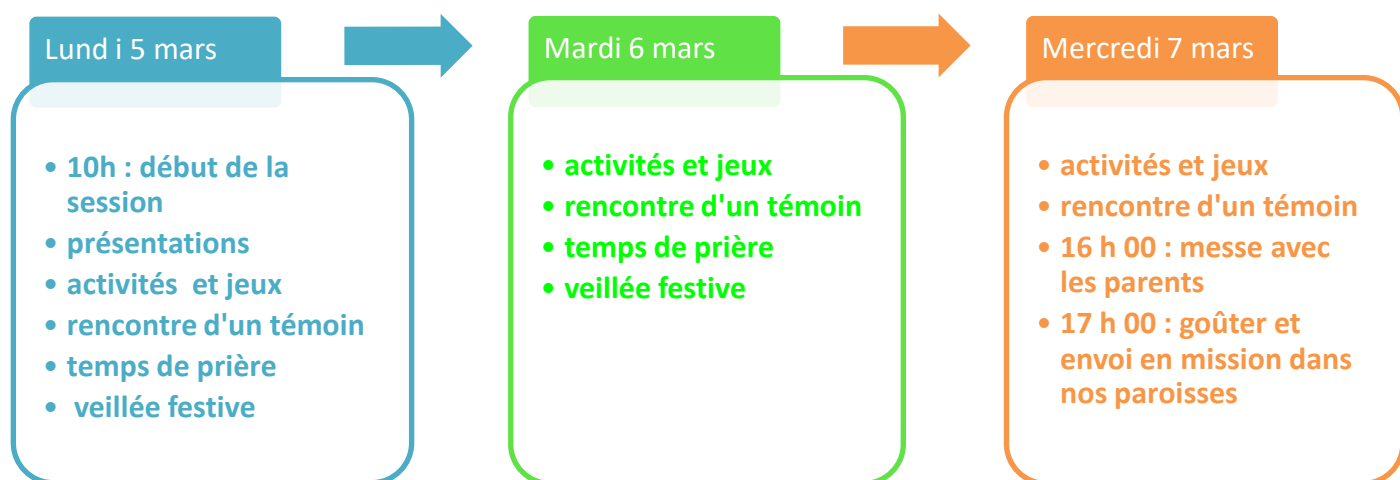 Lund i 5 mars
• 10h : début de la
session
• présentations
• activités  et jeux
• rencontre d'un témoin
• temps de prière
•  veillée festive
Mardi 6 mars
• activités et jeux
• rencontre d'un témoin
• temps de prière
• veillée festive
Mercredi 7 mars
• activités et jeux
• rencontre d'un témoin
• 16 h 00 : messe avec
les parents
• 17 h 00 : goûter et
envoi en mission dans
nos paroisses